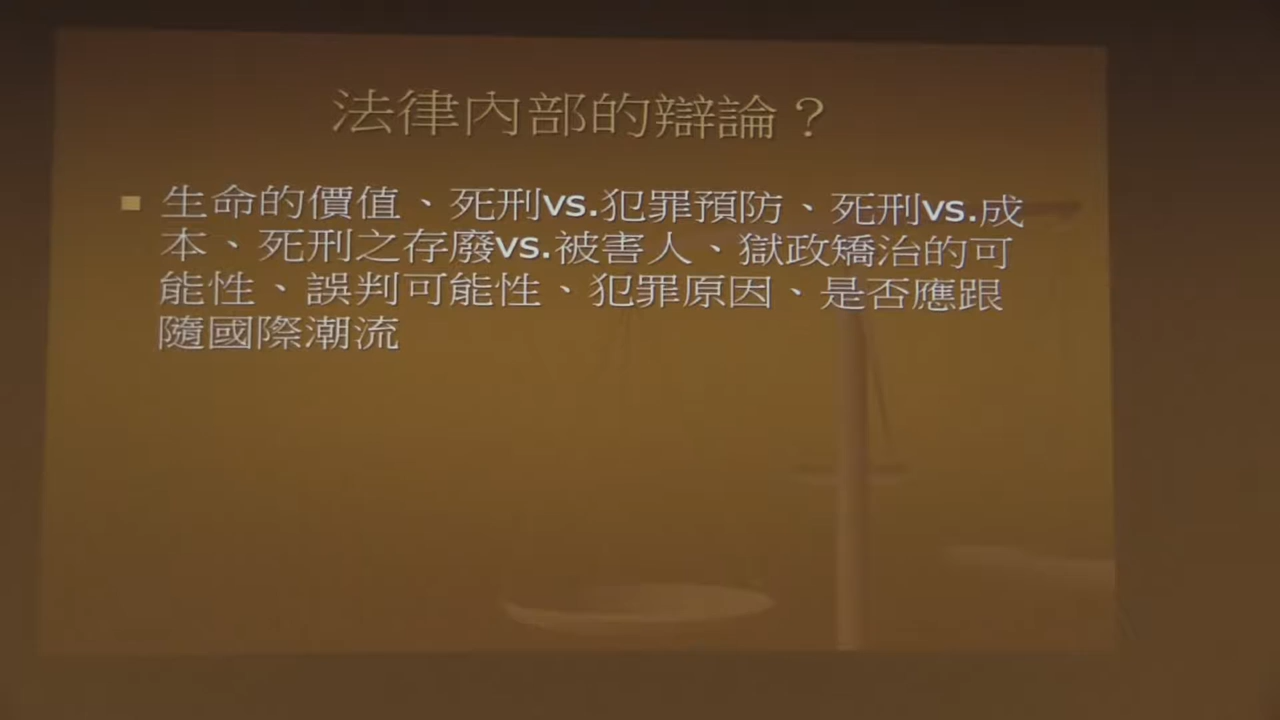 法律內部的辯論？
生命的價值、死刑vs.犯罪預防、死刑vs.成
本、死刑之存廢vs.被害人、獄政矯治的可
能性、誤判可能性、犯罪原因、是否應跟
隨國際潮流